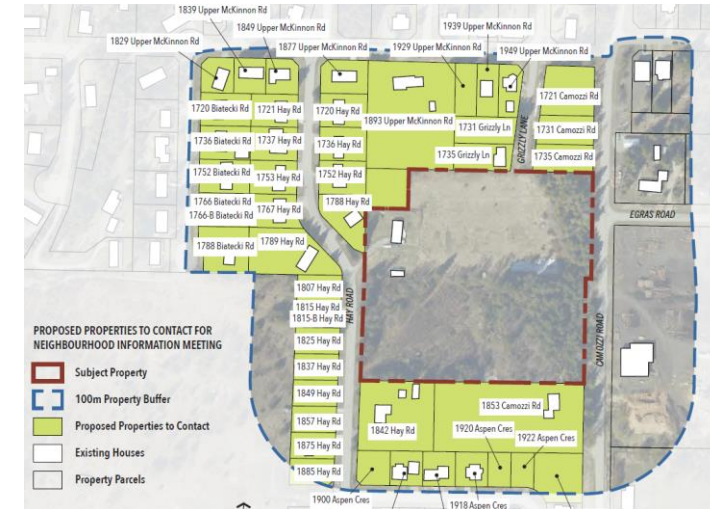 1839 Upper McKinnon Rd
1849 Upper McKinnon Rd
1829 Upper McKinnon Rd
1877 Upper McKinnon Rd
1939 Upper McKinnon Rd
1929 Upper McKinnon Rd
1949 Upper McKinnon Rd
1720 Biatecki Rd
1721 Hay Rd
1720 Hay Rd
1893 Upper McKinnon Rd
1721 Camozzi Rd
1736 Biatecki Rd
1737 Hay Rd
1736 Hay Rd
1731 Grizzly Ln
GRIZZLY LANE
1731 Camozzi Rd
1752 Biatecki Rd
1753 Hay Rd
1752 Hay Rd
1735 Grizzly Ln
1735 Camozzi Rd
1766 Biatecki Rd
1766-B Biatecki Rd
1767 Hay Rd
1788 Hay Rd
EGRAS ROAD
1788 Biatecki Rd
1789 Hay Rd
1807 Hay Rd
1815 Hay Rd
1815-B Hay Rd
HAY ROAD
CAMOZZI ROAD
1825 Hay Rd
1837 Hay Rd
1849 Hay Rd
1857 Hay Rd
1875 Hay Rd
1885 Hay Rd
1842 Hay Rd
1853 Camozzi Rd
1920 Aspen Cres
1922 Aspen Cres
1900 Aspen Cres
1918 Aspen Cres
PROPOSED PROPERTIES TO CONTACT FOR
NEIGHBOURHOOD INFORMATION MEETING
Subject Property
100m Property Buffer
Proposed Properties to Contact
Existing Houses
Property Parcels